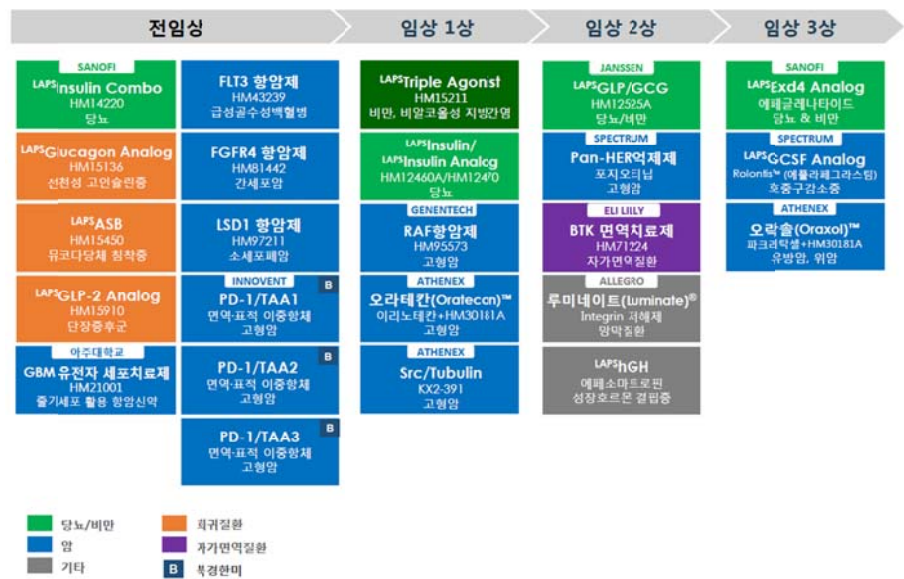 전임상
임상 1상
임상 2상
임상 3상
SANOFI
LAPSInsulin Combo
HM14220
당뇨
LAPSGlucagon Analog
HM15136
선천성 고인슐린증
LAPSASB
HM15450
뮤코다당체 침착증
LAPSGLP-2 Analog
HM15910
단장증후군
아주대학교
GBM 유전자 세포치료제
HM21001
줄기세포 활용 항암신약
FLT3 항암제
HM43239
급성골수성백혈병
FGFR4 항암제
HM81442
간세포암
LSD1 항암제
HM97211
소세포폐암
INNOVENT
B
PD-1/TAA1
면역·표적 이중항체
고형암
B
PD-1/TAA2
면역·표적 이중항체
고형암
B
PD-1/TAA3
면역·표적 이중항체
고형암
LAPSTriple Agonst
HM15211
비만, 비알코올성 지방간염
LAPSInsulin/
LAPSInsulin Analog
HM12460A/HM12470
당뇨
GENENTECH
RAF항암제
HM95573
고형암
ATHENEX
오라테칸(Oratecan)™
이리노테칸+HM30181A
고형암
ATHENEX
Src/Tubulin
KX2-391
고형암
JANSSEN
LAPSGLP/GCG
HM12525A
당뇨/비만
SPECTRUM
Pan-HER억제제
포지오티닙
고형암
ELI LILLY
BTK 면역치료제
HM71224
자가면역질환
ALLEGRO
루미네이트(Luminate)®
Integrin 저해제
망막질환
LAPShGH
에페소마트로핀
성장호르몬 결핍증
SANOFI
LAPSExd4 Analog
에페글레나타이드
당뇨 & 비만
SPECTRUM
LAPSGCSF Analog
Rolontis™ (에플라페그라스팀)
호중구감소증
ATHENEX
오락솔(Oraxol)™
파크리탁셀+HM30181A
유방암, 위암
당뇨/비만
희귀질환
암
자가면역질환
기타
B 북경한미